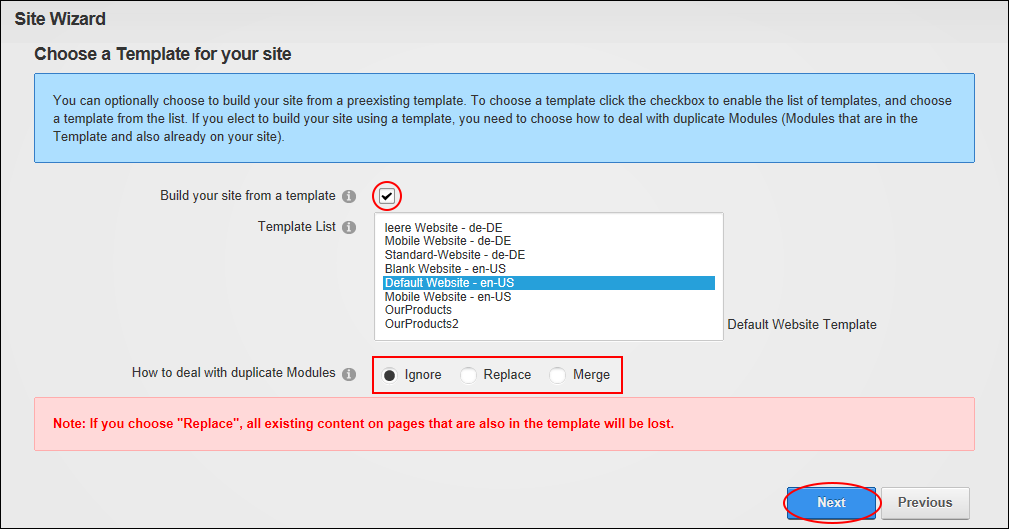 Site Wizard
Choose a Template for your site
You can optionally choose to build your site from a preexisting template. To choose a template click the checkbox to enable the list of templates, and choose
a template from the list. If you elect to build your site using a template, you need to choose how to deal with duplicate Modules (Modules that are in the
Template and also already on your site).
Build your site from a template
Template List
leere Website - de-DE
Mobile Website - de-DE
Standard-Website - de-DE
Blank Website - en-US
Default Website - en-US
Mobile Website - en-US
OurProducts
OurProducts2
Default Website Template
How to deal with duplicate Modules Ignore Replace Merge
Note: If you choose "Replace", all existing content on pages that are also in the template will be lost.
Next Previous